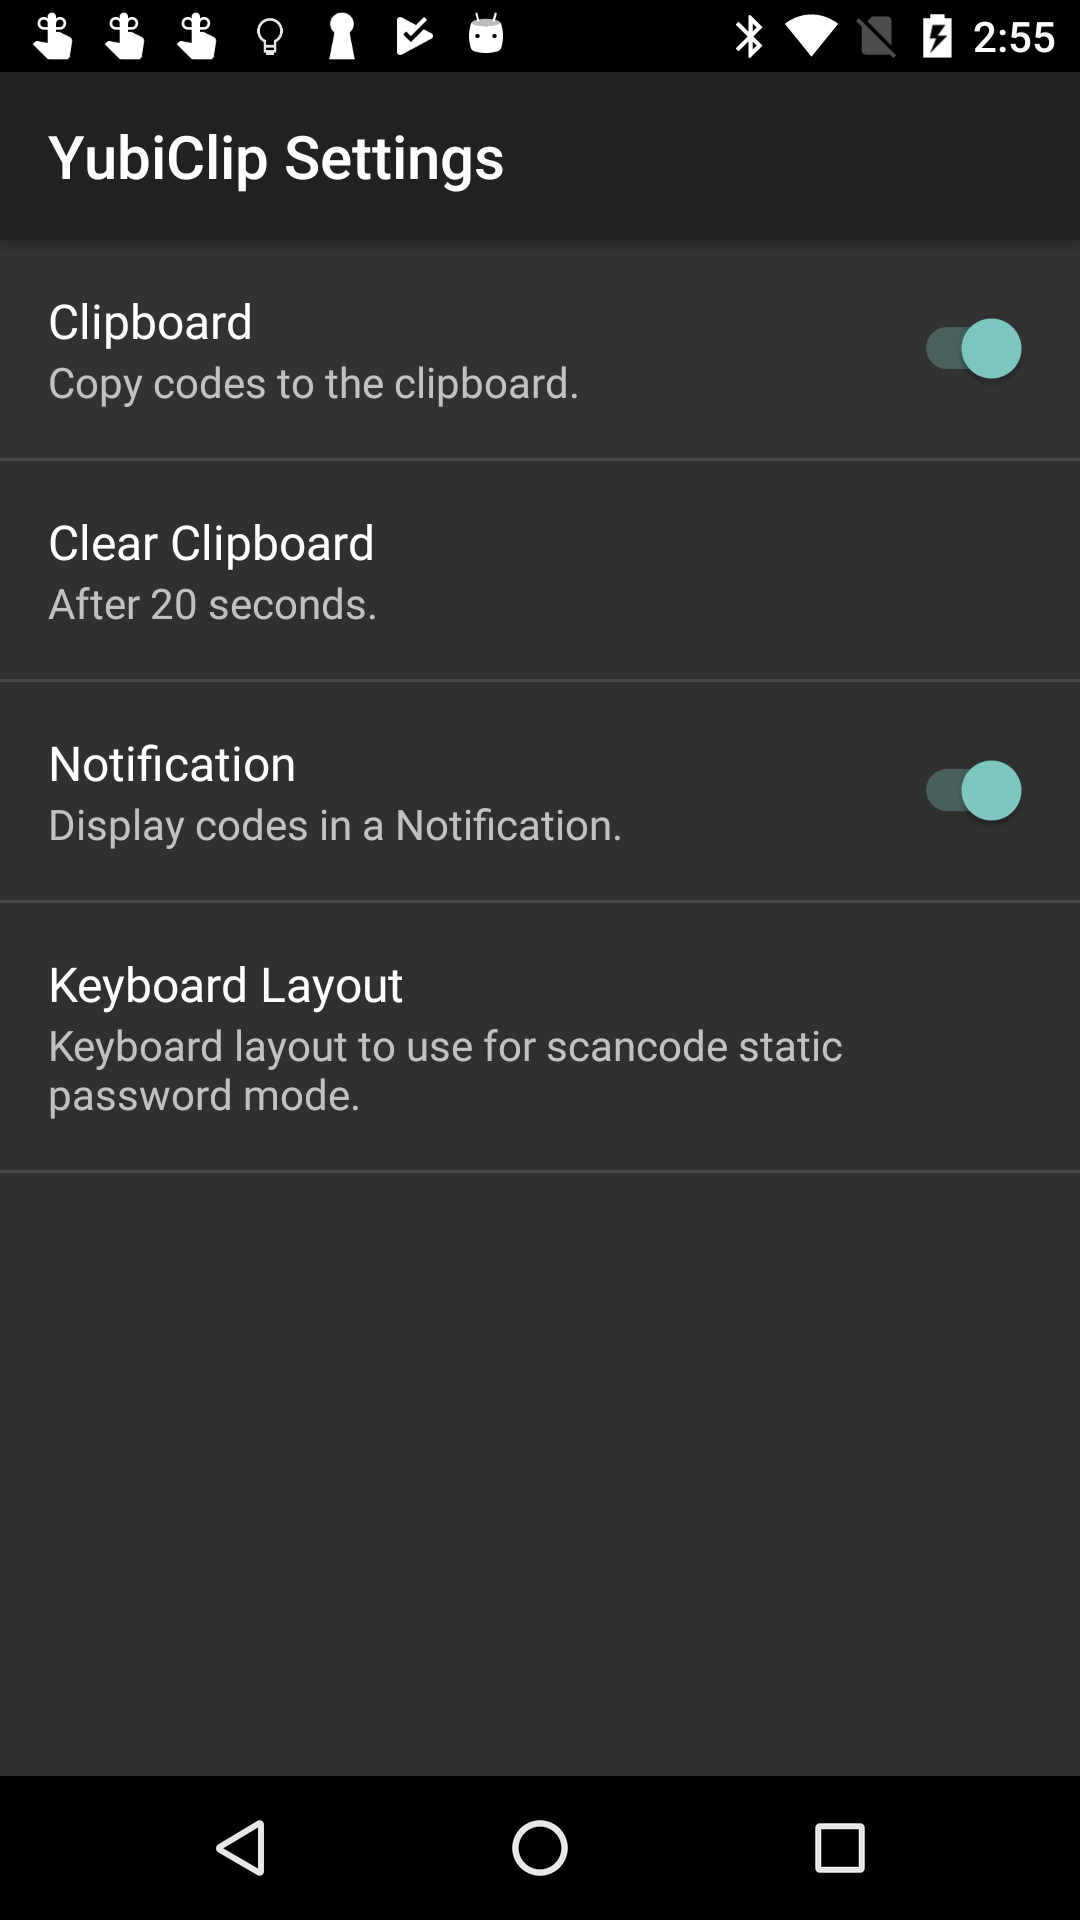 2:55
YubiClip Settings
Clipboard
Copy codes to the clipboard.
Clear Clipboard
After 20 seconds.
Notification
Display codes in a Notification.
Keyboard Layout
Keyboard layout to use for scancode static
password mode.